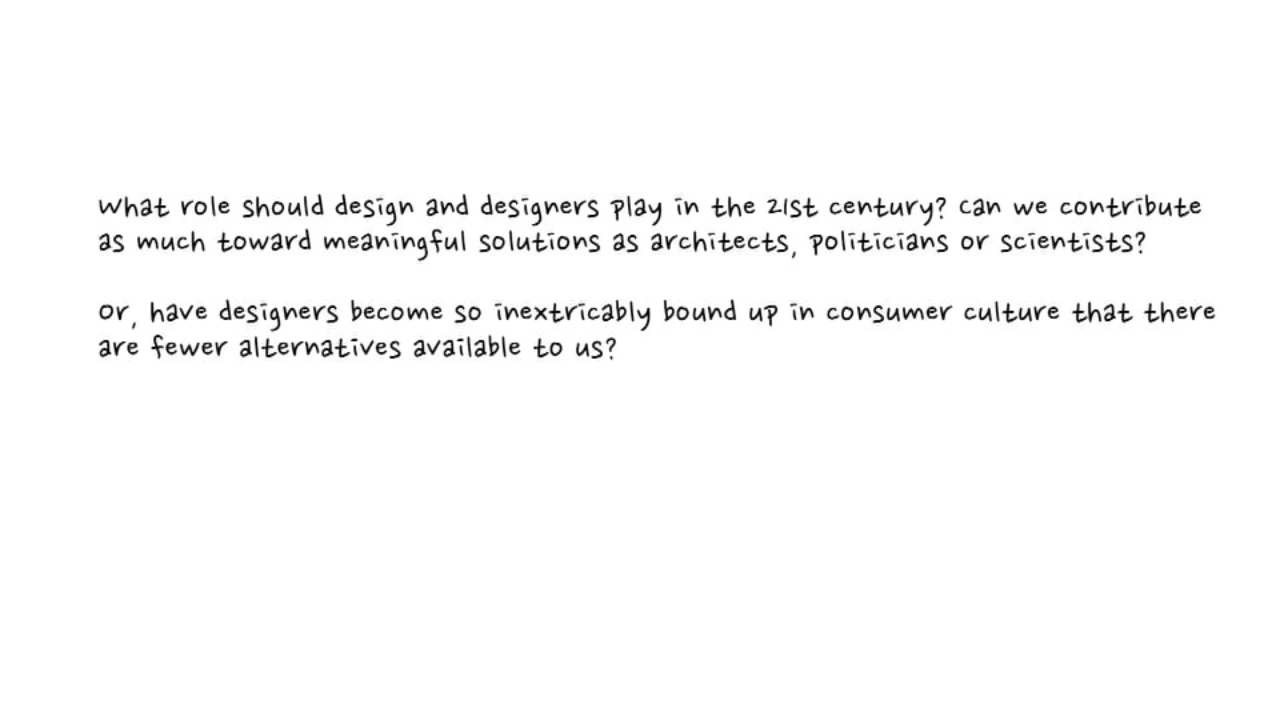 What role should design and designers play in the 21st century? Can we contribute
as much toward meaningful solutions as architects, politicians or scientists?
Or, have designers become so inextricably bound up in consumer culture that there
are fewer alternatives available to us?